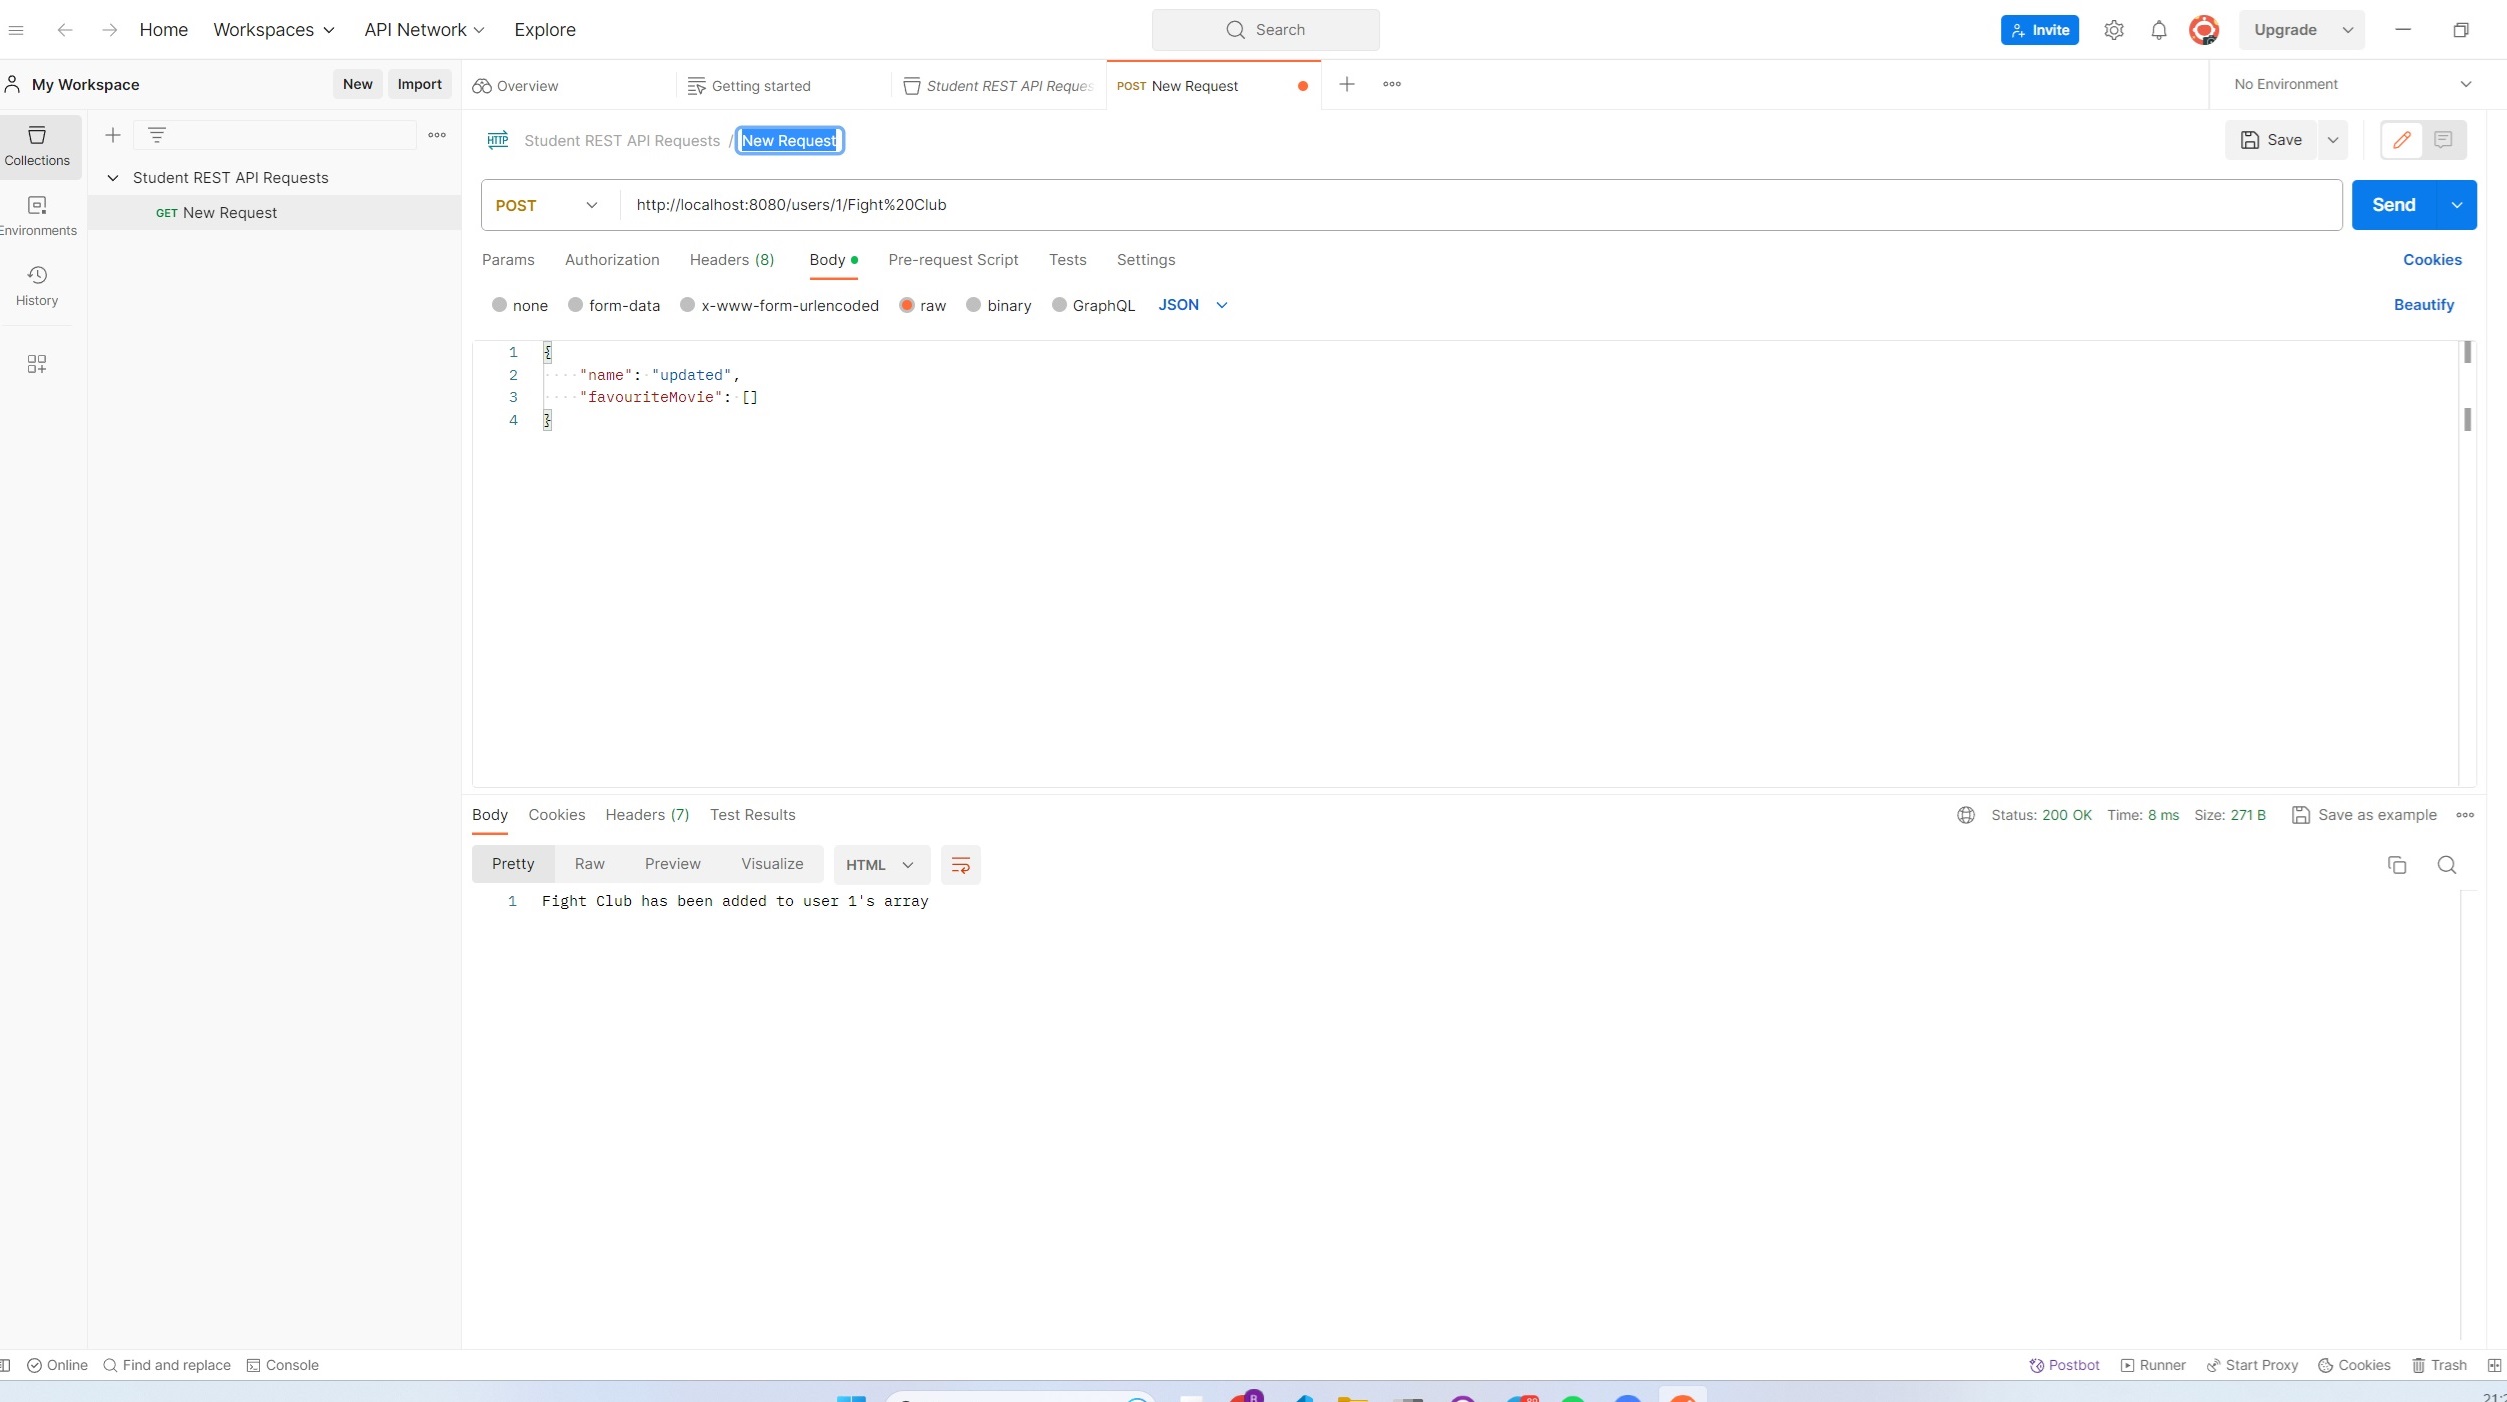 Home Workspaces API Network Explore Search Invite Upgrade
My Workspace New Import Overview Getting started Student REST API Reques POST New Request No Environment
Collections
Student REST API Requests / New Request Save
Student REST API Requests
GET New Request
Environments
History
POST http://localhost:8080/users/1/Fight%20Club Send
Params Authorization Headers (8) Body Pre-request Script Tests Settings Cookies
none form-data x-www-form-urlencoded raw binary GraphQL JSON Beautify
1 {
2 "name": "updated",
3 "favouriteMovie": []
4 }
Body Cookies Headers (7) Test Results Status: 200 OK Time: 8 ms Size: 271 B Save as example
Pretty Raw Preview Visualize HTML
1 Fight Club has been added to user 1's array
Online Find and replace Console Postbot Runner Start Proxy Cookies Trash